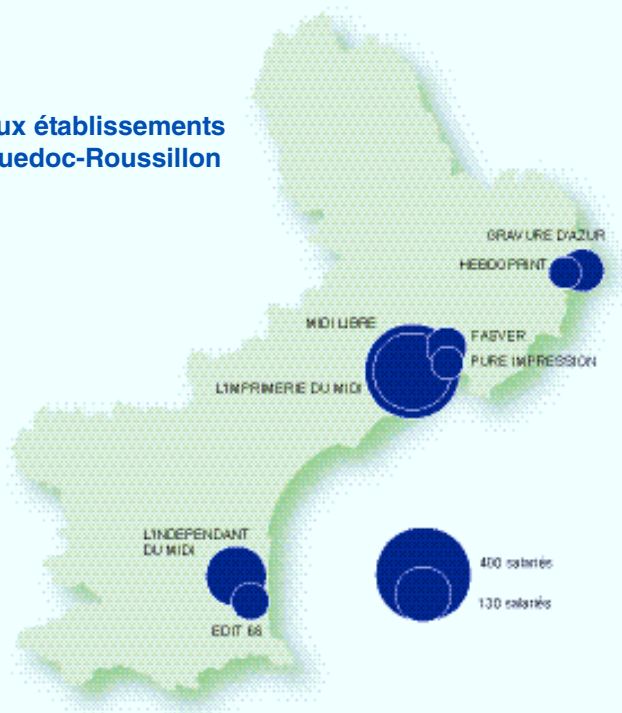 ux établissements
uedoc-Roussillon
GRAVURE D'AZUR
HEBDOPRINT
MIDI LIBRE
FASVER
PURE IMPRESSION
L'IMPRIMERIE DU MIDI
L'INDEPENDANT
DU MIDI
400 salariés
130 salariés
EDIT 66